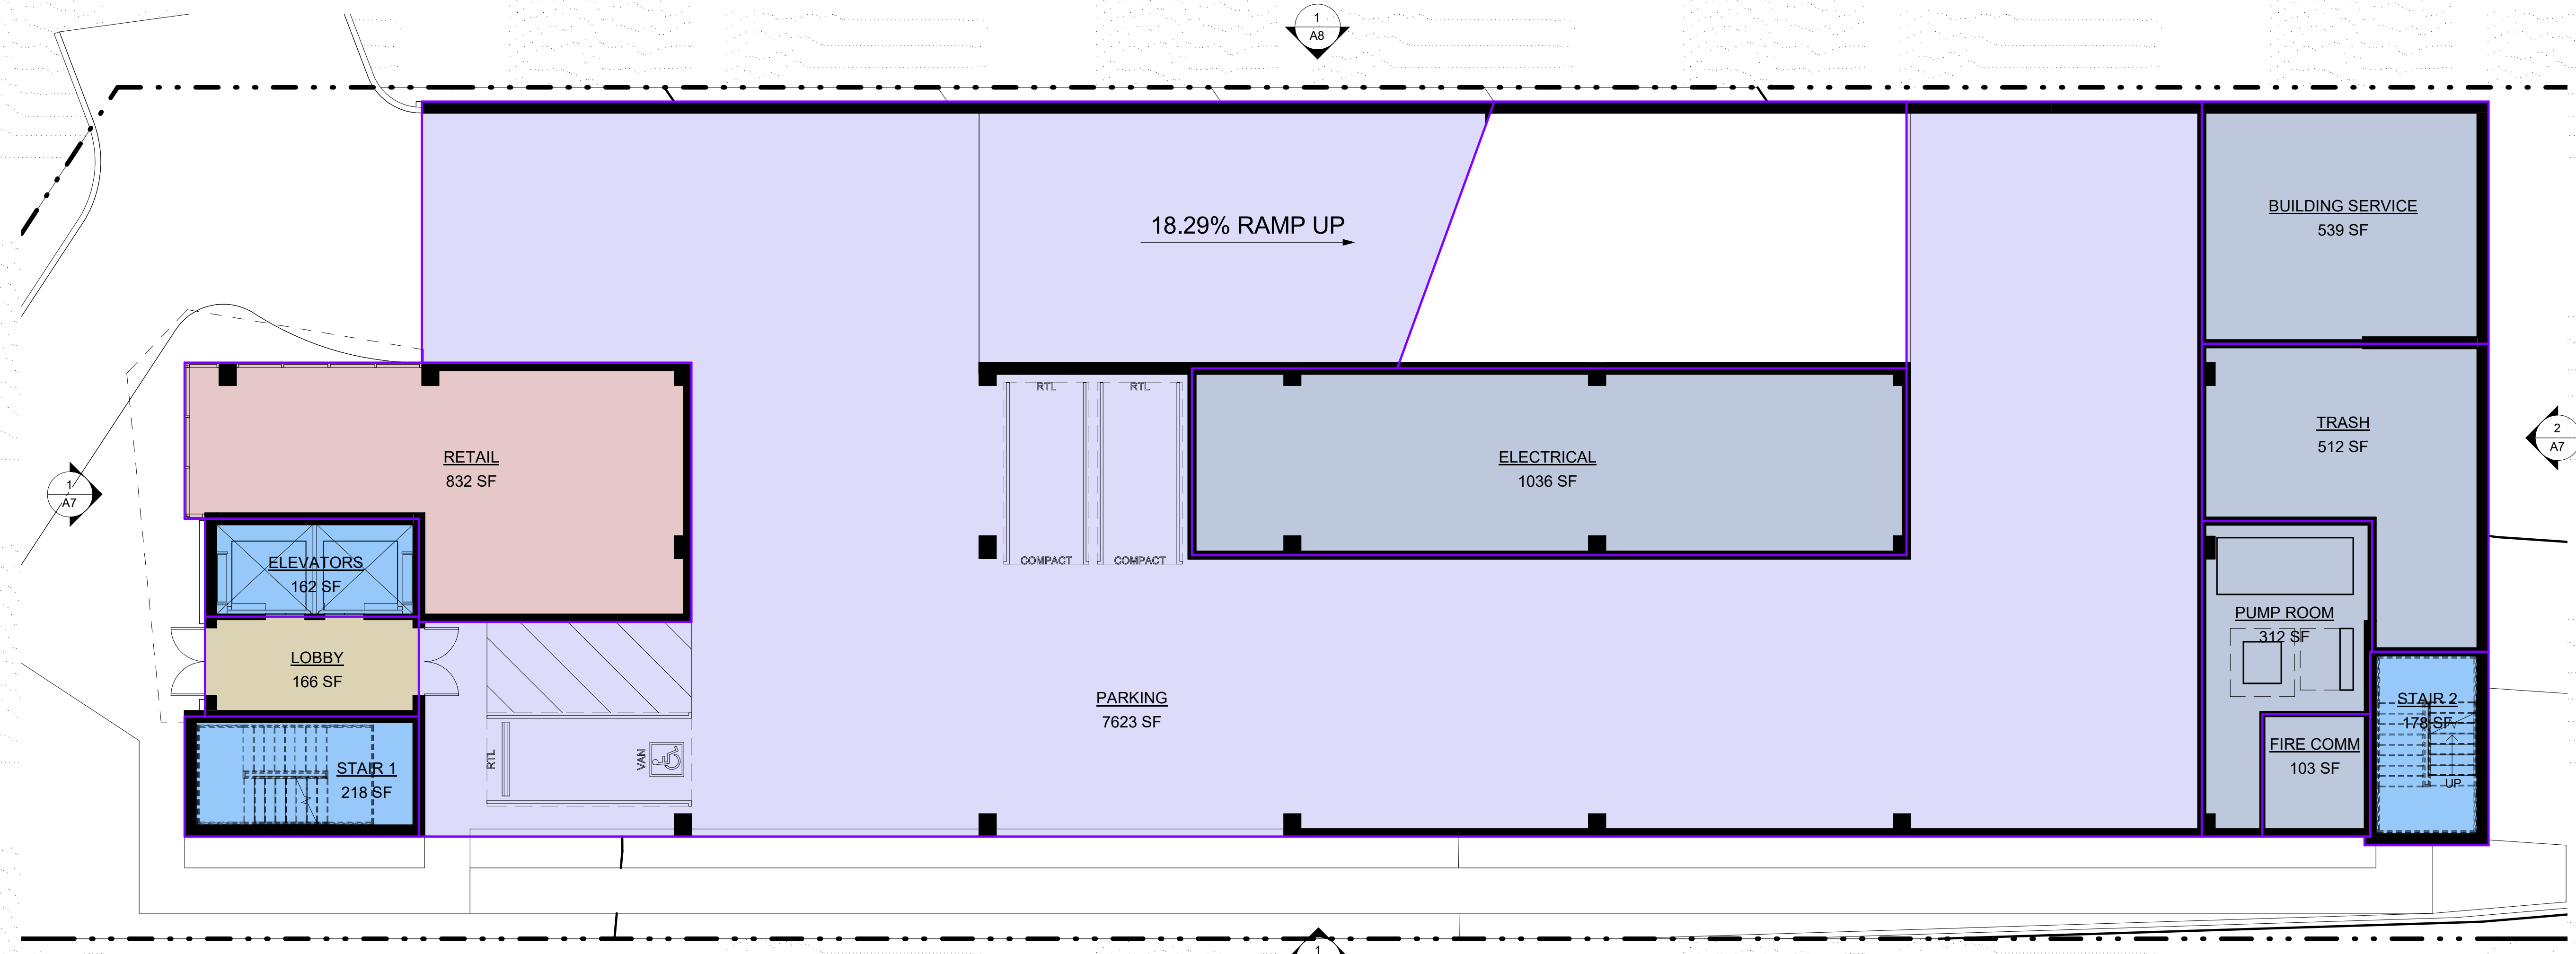 1
A8
18.29% RAMP UP
BUILDING SERVICE
539 SF
RTL
RTL
TRASH
512 SF
2
A7
RETAIL
832 SF
ELECTRICAL
1036 SF
1
A7
COMPACT
COMPACT
ELEVATORS
162 SF
PUMP ROOM
312 SF
LOBBY
166 SF
PARKING
7623 SF
STAIR 2
178 SF
RTL
VAN
FIRE COMM
103 SF
STAIR 1
218 SF
UP
1